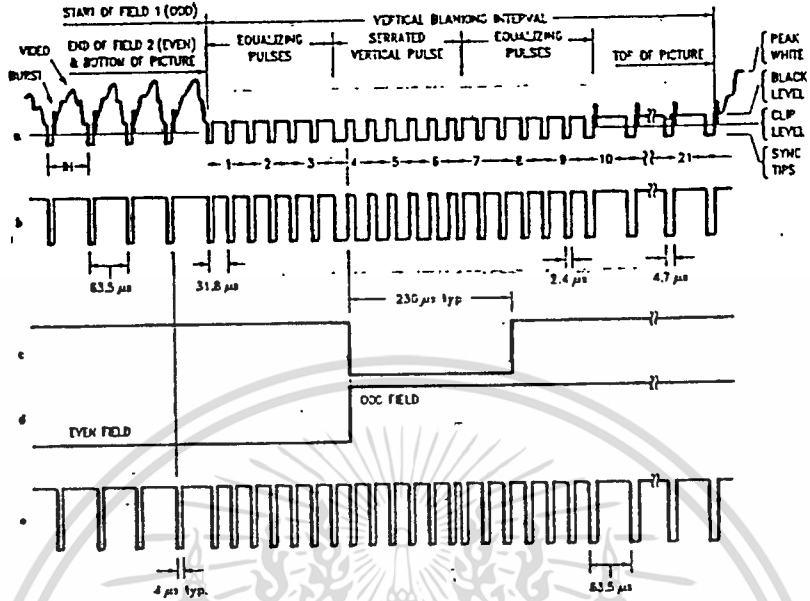 START OF FIELD 1 (ODD)
VERTICAL BLANKING INTERVAL
END OF FIELD 2 (EVEN)
& BOTTOM OF PICTURE
EQUALIZING
PULSES
SERRATED
VERTICAL PULSE
EQUALIZING
PULSES
TOP OF PICTURE
VIDEO
BURST
PEAK
WHITE
BLACK
LEVEL
CLIP
LEVEL
SYNC
TIPS
a
1H
1 2 3 4 5 6 7 8 9 10 21
b
63.5 μs
31.8 μs
2.4 μs
4.7 μs
230 μs typ.
c
d
EVEN FIELD
ODD FIELD
e
4 μs typ.
63.5 μs